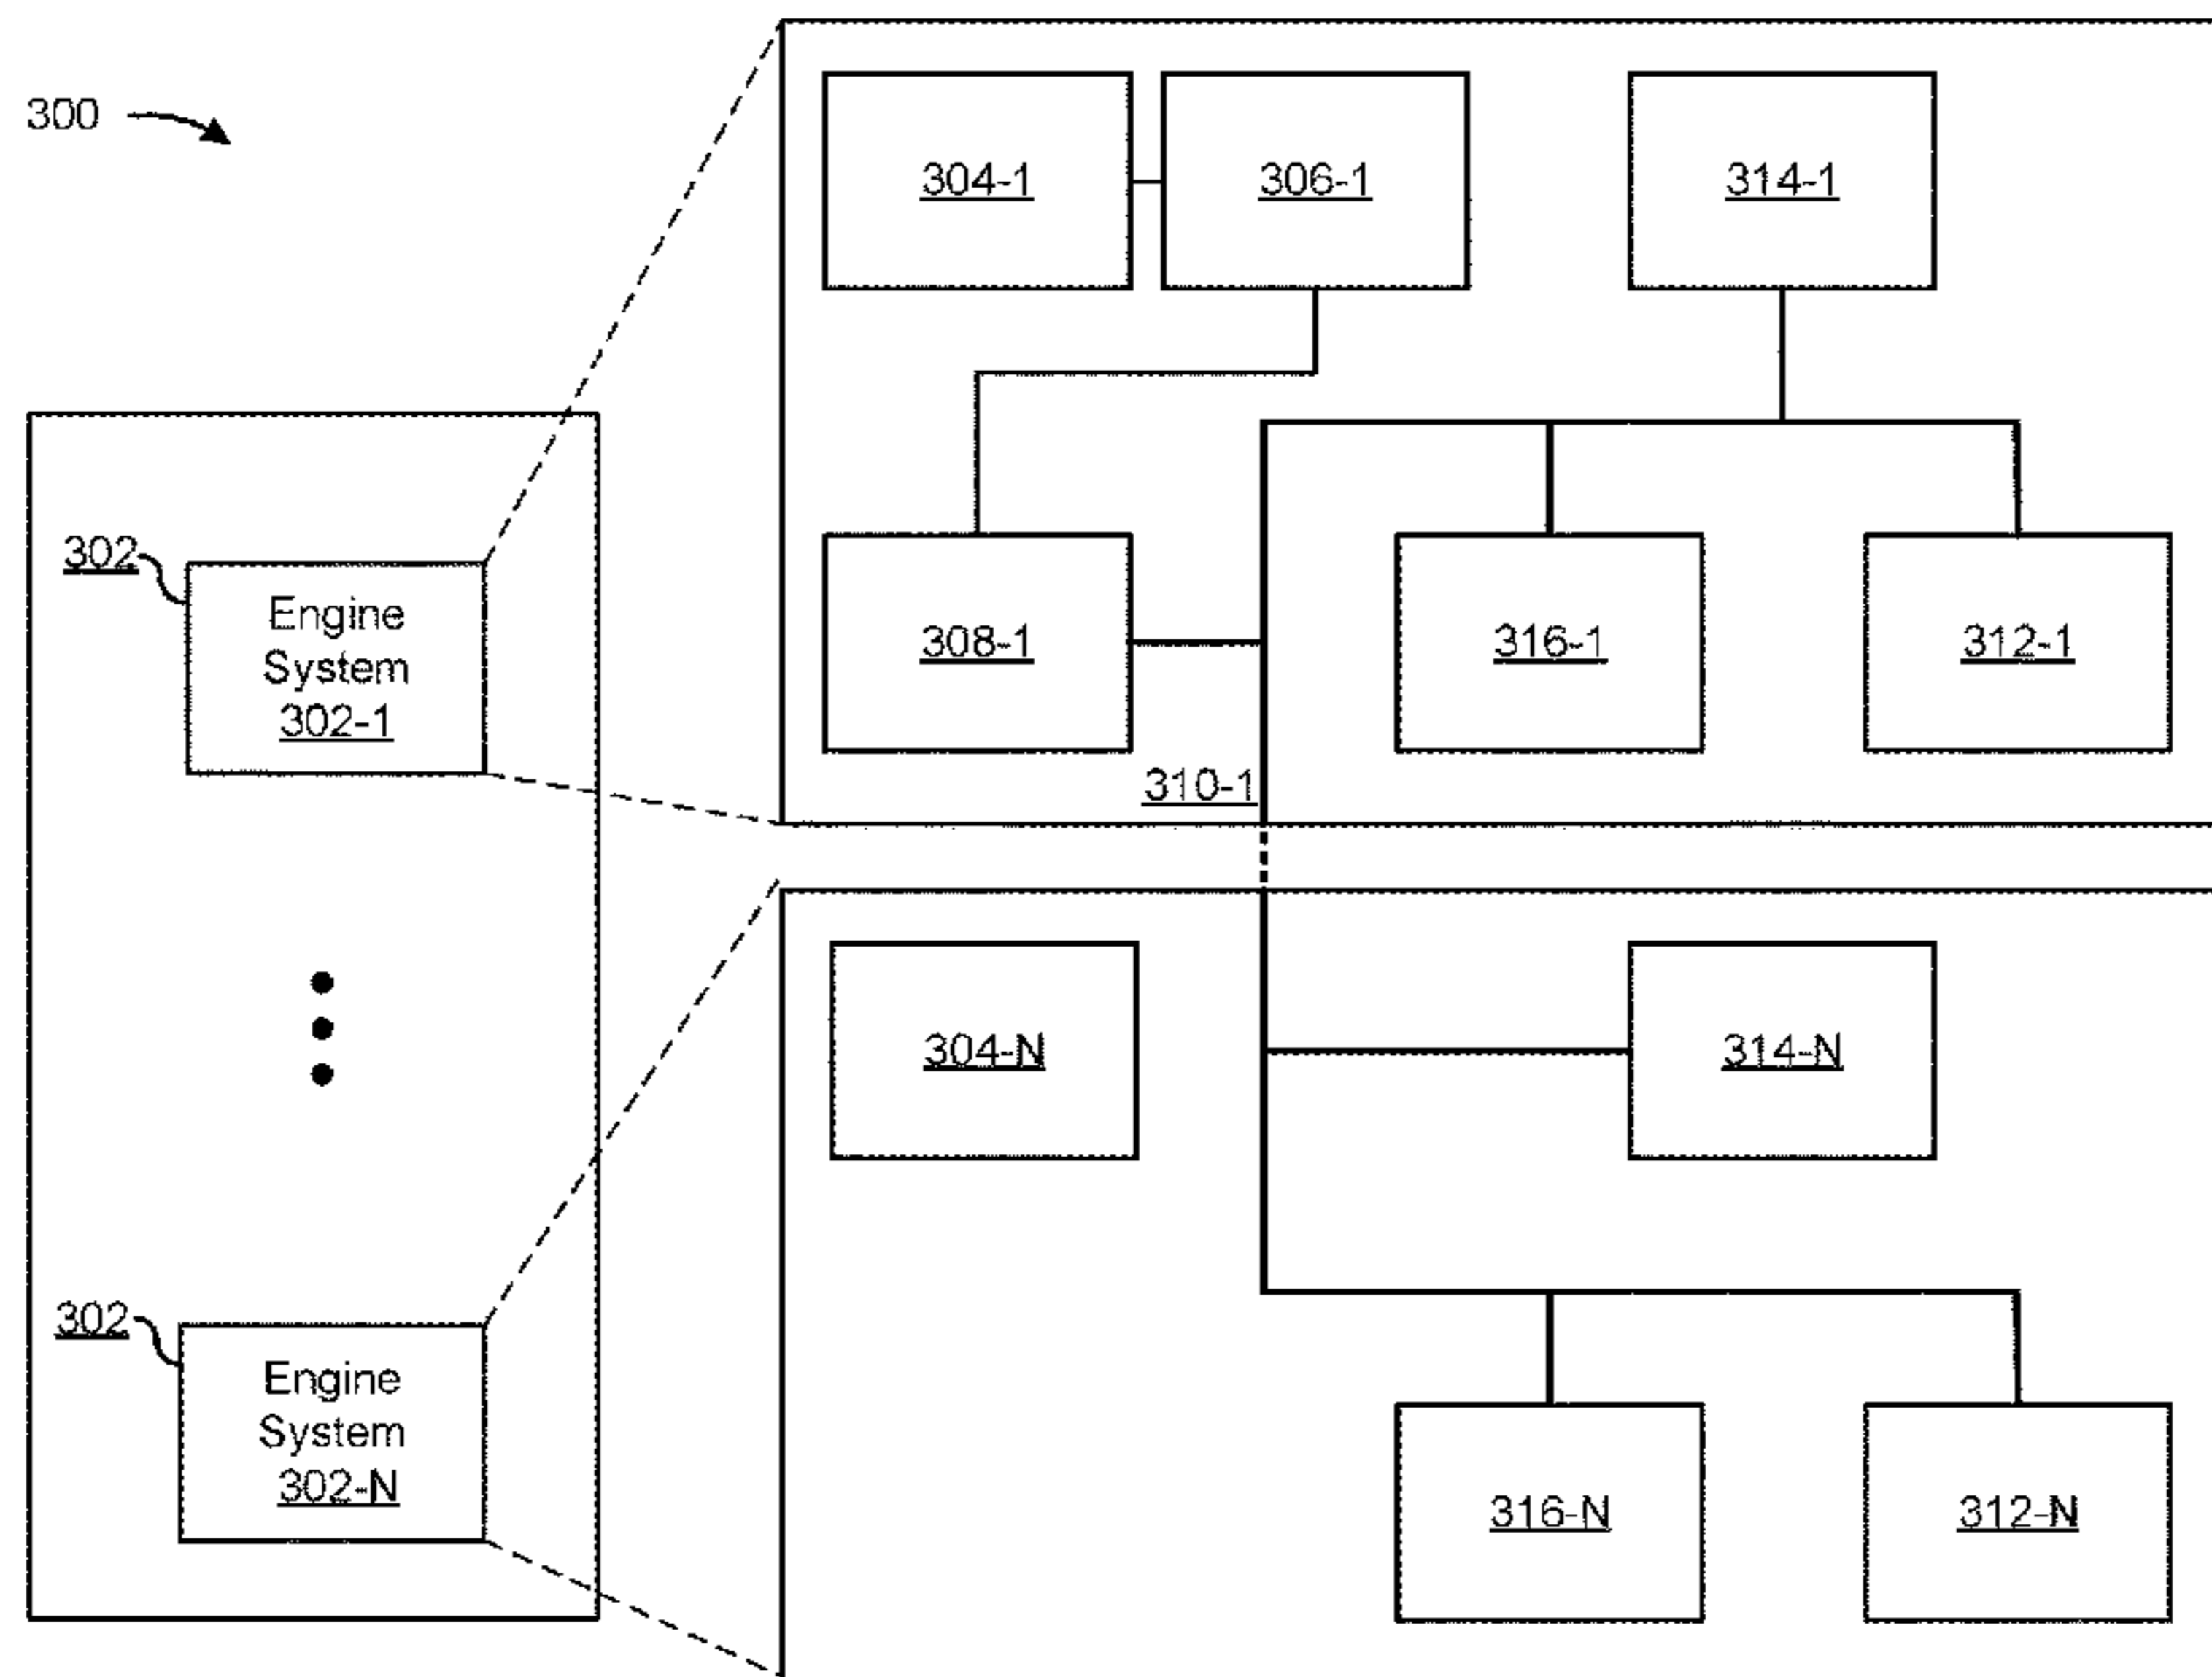 300
304-1
306-1
314-1
302
Engine
System
302-1
308-1
316-1
312-1
310-1
304-N
314-N
302
Engine
System
302-N
316-N
312-N